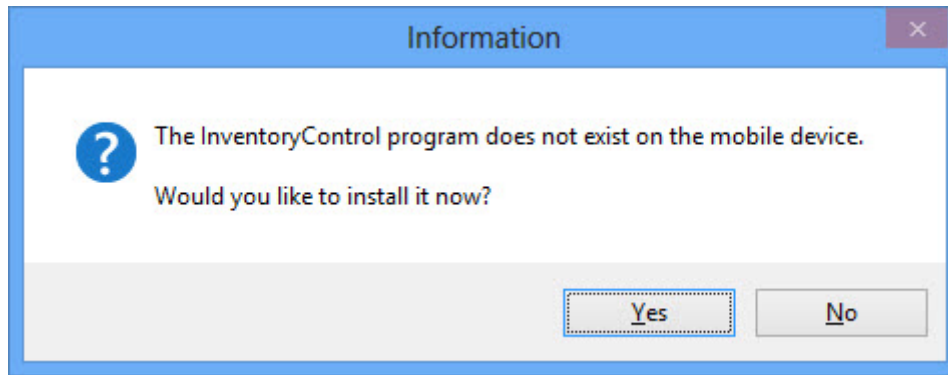 Information
The InventoryControl program does not exist on the mobile device.
Would you like to install it now?
Yes No